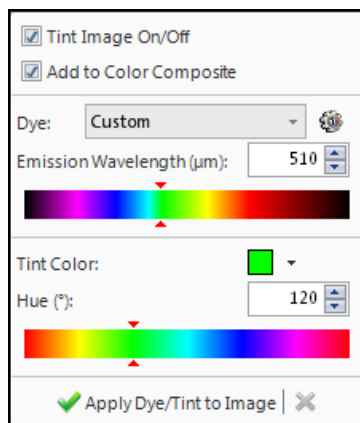 Tint Image On/Off
Add to Color Composite
Dye: Custom
Emission Wavelength (µm): 510
Tint Color:
Hue (°): 120
Apply Dye/Tint to Image